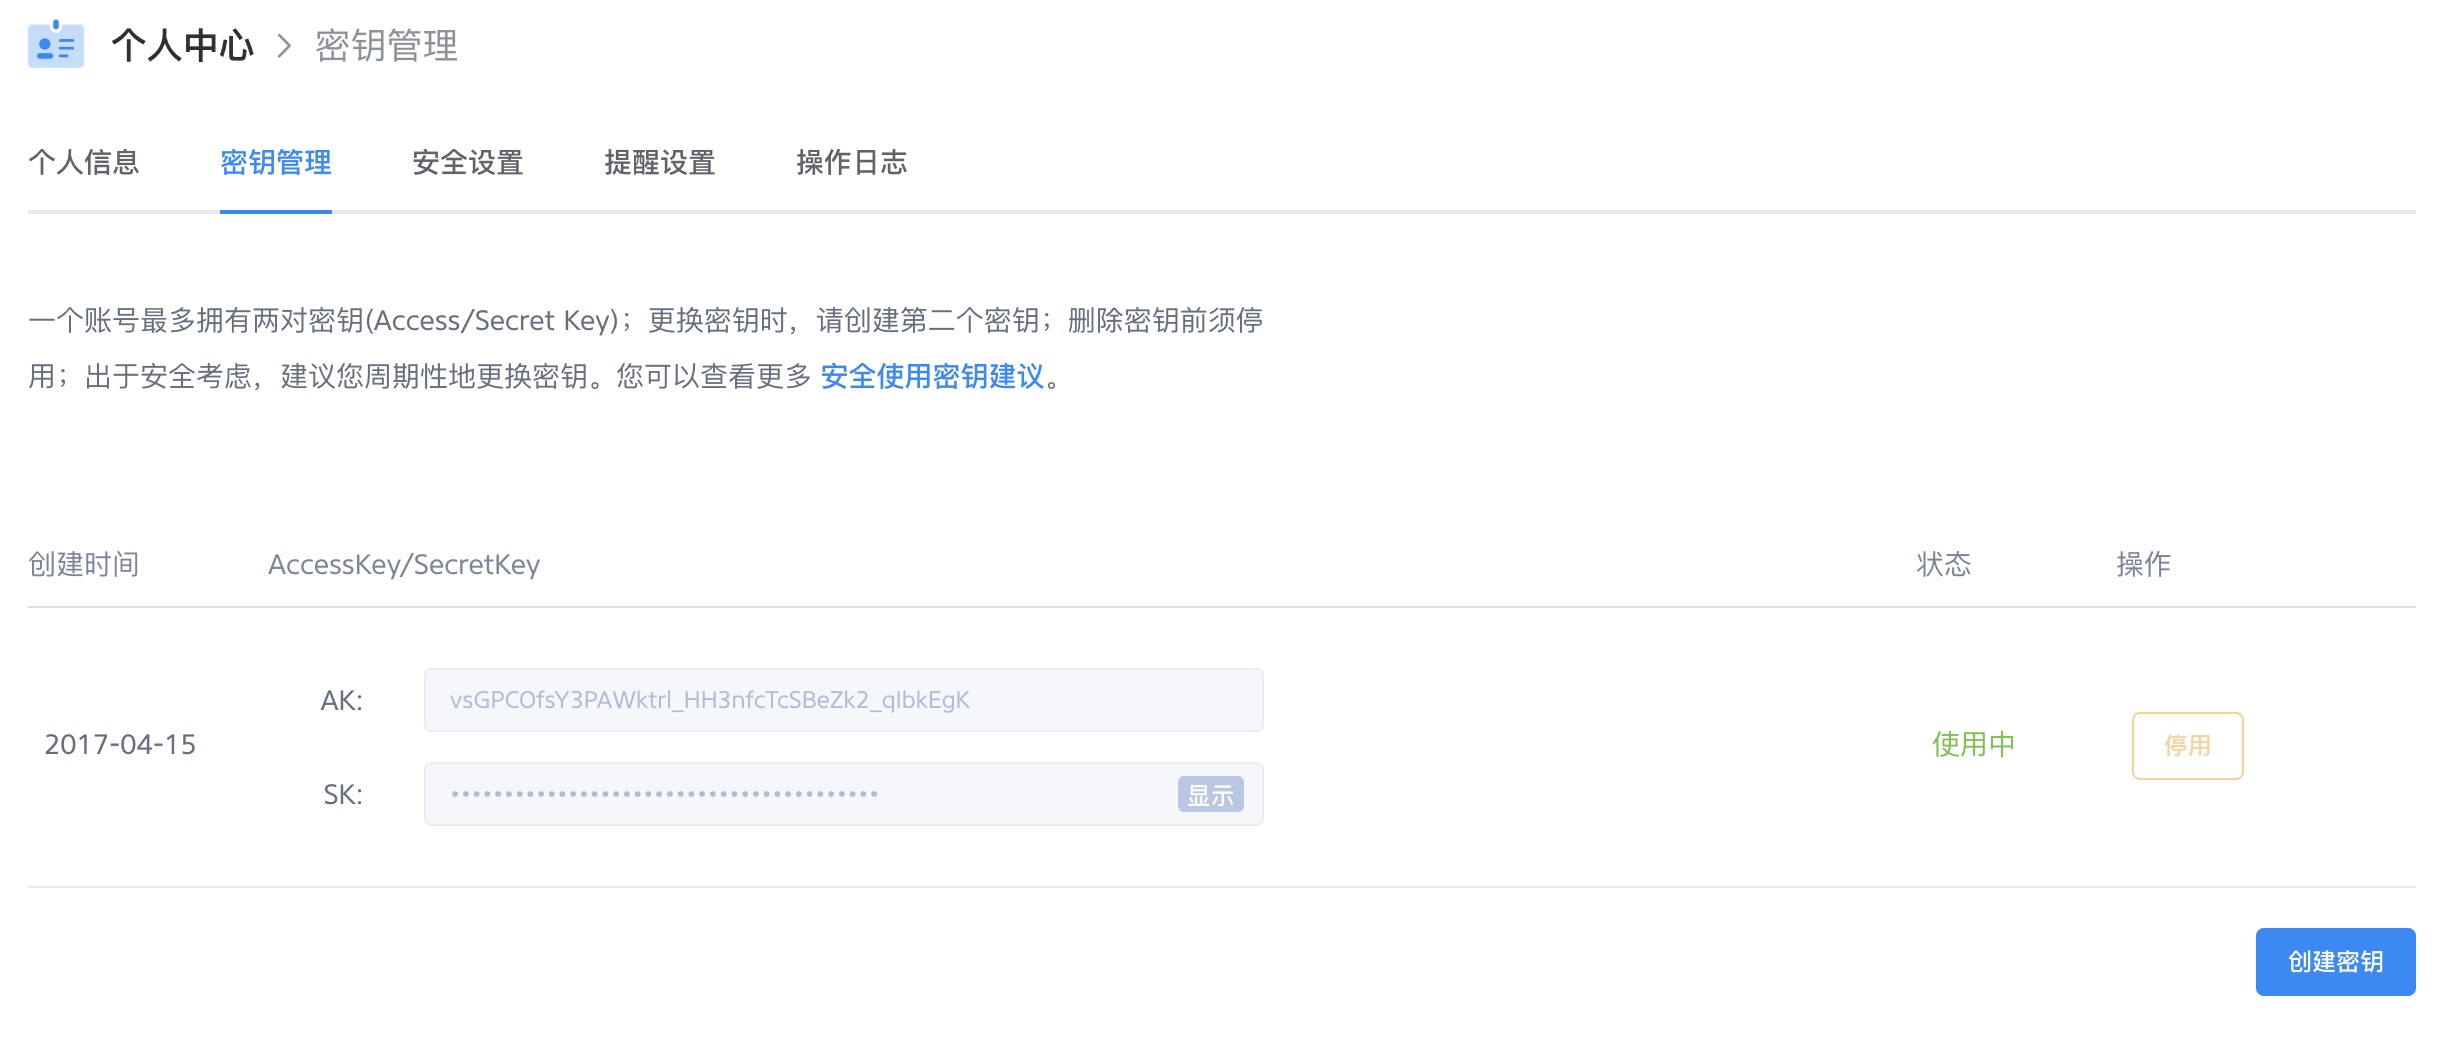 个人中心 > 密钥管理
个人信息 密钥管理 安全设置 提醒设置 操作日志
一个账号最多拥有两对密钥(Access/Secret Key)；更换密钥时，请创建第二个密钥；删除密钥前须停
用；出于安全考虑，建议您周期性地更换密钥。您可以查看更多 安全使用密钥建议。
创建时间 AccessKey/SecretKey 状态 操作
AK: vsGPCOfsY3PAWktrl_HH3nfcTcSBeZk2_qIbkEgK
2017-04-15 使用中 停用
SK: •••••••••••••••••••••••••••••••••••••••• 显示
创建密钥